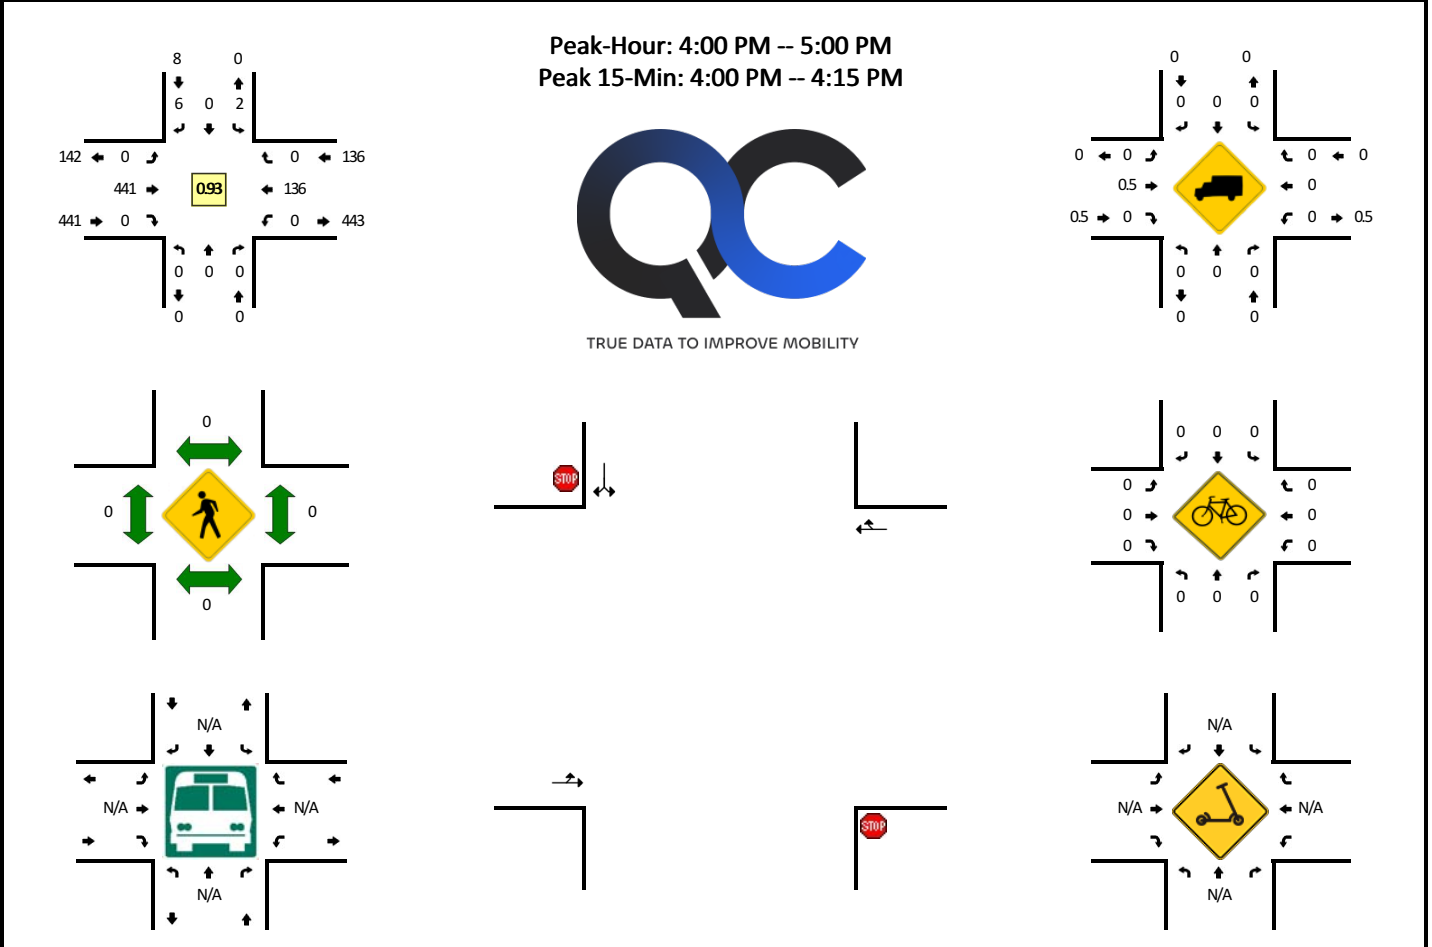 Peak-Hour: 4:00 PM -- 5:00 PM
Peak 15-Min: 4:00 PM -- 4:15 PM
8 0
6 0 2
142 0 0 136
441 0.93 136
441 0 0 443
0 0 0
0 0
QC
TRUE DATA TO IMPROVE MOBILITY
0 0
0 0 0
0 0 0 0
0.5 0
0.5 0 0 0.5
0 0 0
0 0
0
0 0
0
STOP
STOP
0 0 0
0 0
0 0
0 0
0 0 0
N/A
N/A N/A
N/A
N/A
N/A N/A
N/A